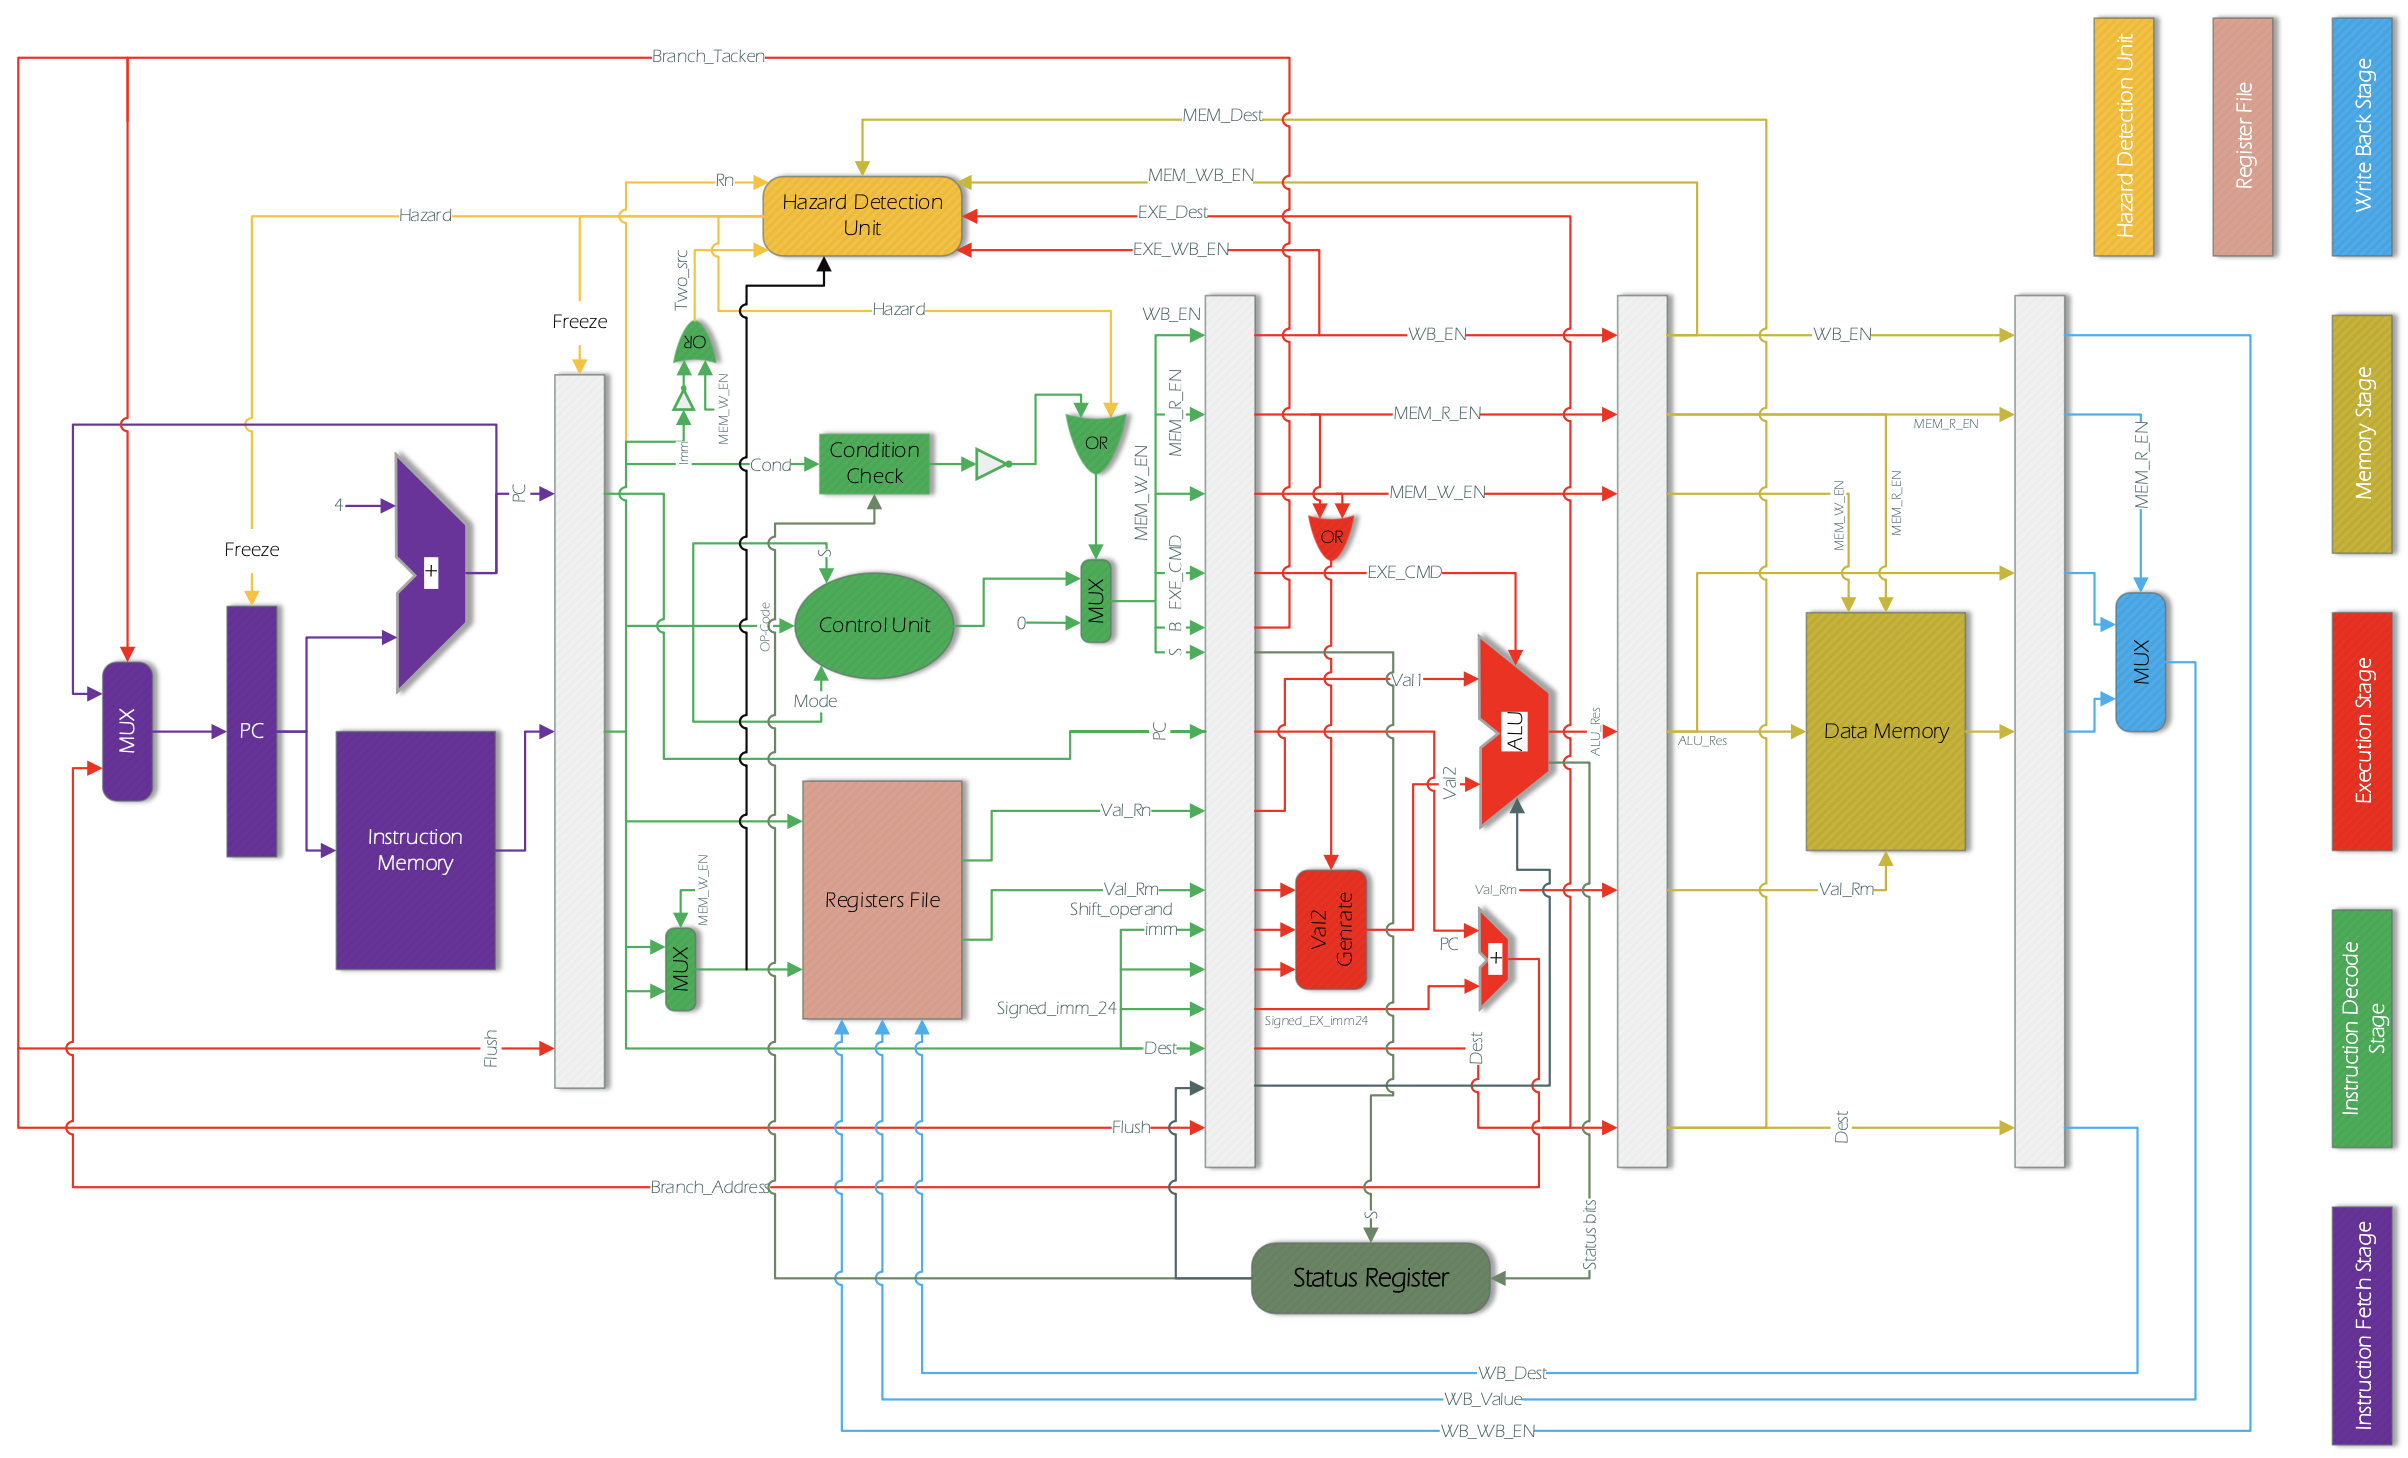 Branch_Tacken
MEM_Dest
MEM_WB_EN
EXE_Dest
EXE_WB_EN
Rn
Hazard
Hazard Detection
Unit
Two_src
Hazard
Freeze
Freeze
OR
MEM_W_EN
Imm
Cond
Condition
Check
OR
4
+
PC
MUX
PC
Instruction
Memory
Flush
S
OP-Code
Control Unit
Mode
0
MUX
WB_EN
MEM_R_EN
MEM_W_EN
EXE_CMD
B
S
PC
MEM_W_EN
MUX
Registers File
Val_Rn
Val_Rm
Shift_operand
imm
Signed_imm_24
Dest
Flush
Branch_Address
WB_EN
MEM_R_EN
MEM_W_EN
OR
EXE_CMD
Val1
ALU
Val2
ALU_Res
Val2
Genrate
Val_Rm
PC
+
Signed_EX_imm24
Dest
S
Status bits
Status Register
WB_EN
MEM_R_EN
MEM_W_EN
MEM_R_EN
ALU_Res
Data Memory
Val_Rm
Dest
MEM_R_EN
MUX
WB_Dest
WB_Value
WB_WB_EN
Hazard Detection Unit
Register File
Write Back Stage
Memory Stage
Execution Stage
Instruction Decode
Stage
Instruction Fetch Stage